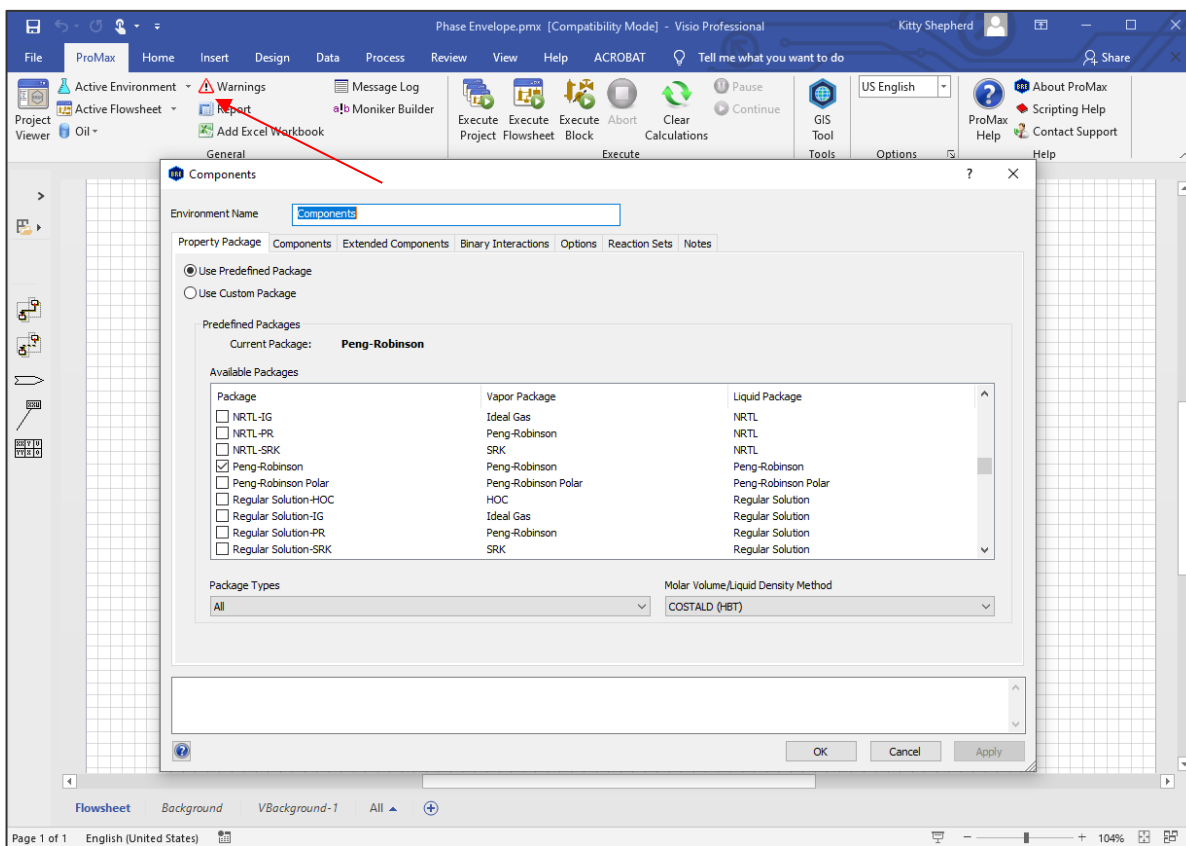 Phase Envelope.pmx [Compatibility Mode] - Visio Professional
Kitty Shepherd
File ProMax Home Insert Design Data Process Review View Help ACROBAT Tell me what you want to do Share
Project Viewer
Active Environment
Active Flowsheet
Oil
Warnings
Report
Add Excel Workbook
Message Log
a!b Moniker Builder
General
Execute Project
Execute Flowsheet
Execute Block
Abort
Clear Calculations
Pause
Continue
Execute
GIS Tool
Tools
US English
Options
ProMax Help
BRE About ProMax
Scripting Help
Contact Support
Help
BRE Components ?
Environment Name Components
Property Package Components Extended Components Binary Interactions Options Reaction Sets Notes
Use Predefined Package
Use Custom Package
Predefined Packages
Current Package: Peng-Robinson
Available Packages
Package Vapor Package Liquid Package
NRTL-IG Ideal Gas NRTL
NRTL-PR Peng-Robinson NRTL
NRTL-SRK SRK NRTL
Peng-Robinson Peng-Robinson Peng-Robinson
Peng-Robinson Polar Peng-Robinson Polar Peng-Robinson Polar
Regular Solution-HOC HOC Regular Solution
Regular Solution-IG Ideal Gas Regular Solution
Regular Solution-PR Peng-Robinson Regular Solution
Regular Solution-SRK SRK Regular Solution
Package Types Molar Volume/Liquid Density Method
All COSTALD (HBT)
OK Cancel Apply
Flowsheet Background VBackground-1 All
Page 1 of 1 English (United States) 104%